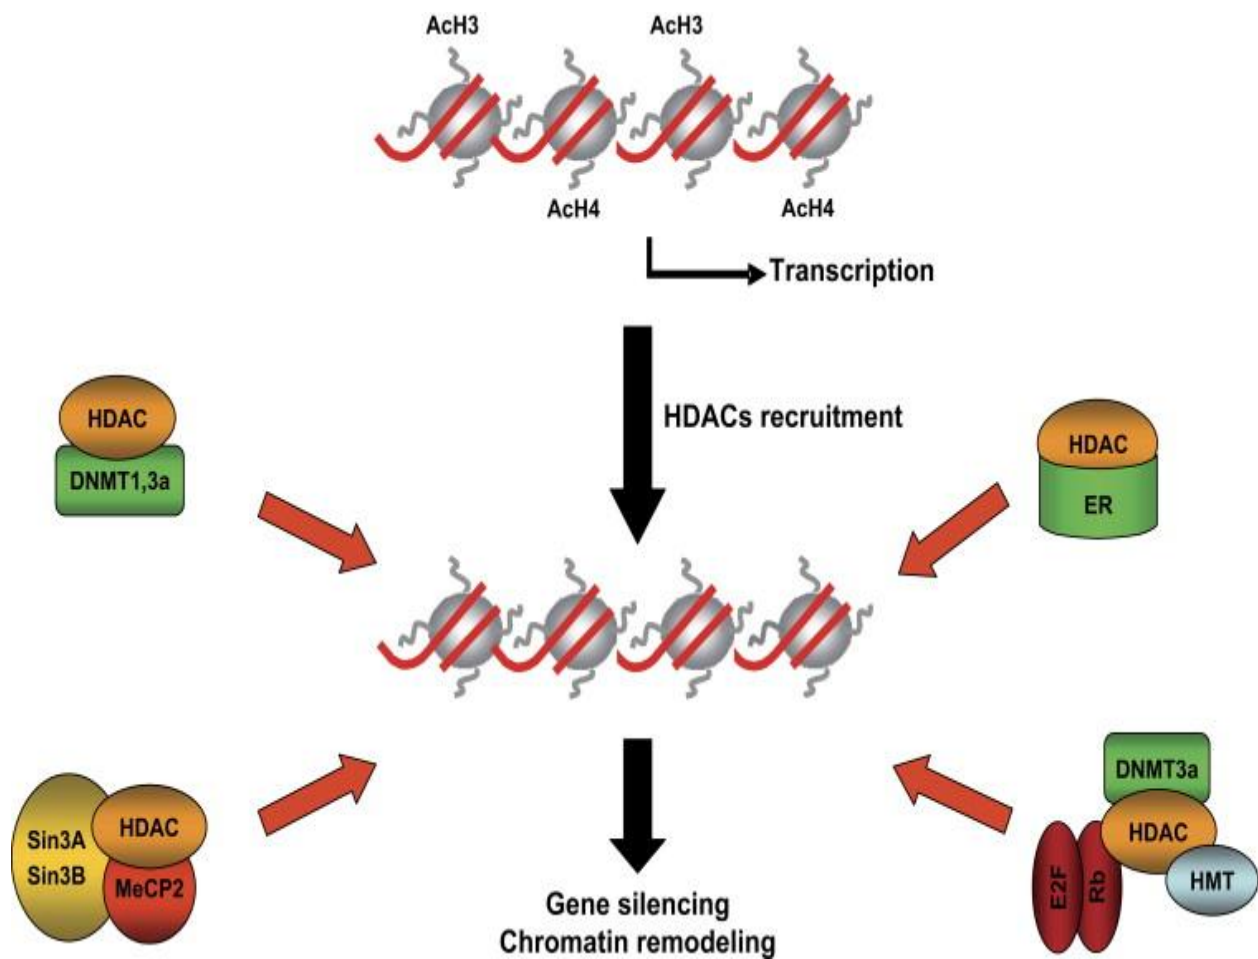 AcH3
AcH3
AcH4
AcH4
Transcription
HDACs recruitment
HDAC
DNMT1,3a
HDAC
ER
Sin3A
Sin3B
HDAC
MeCP2
DNMT3a
HDAC
HMT
E2F
Rb
Gene silencing
Chromatin remodeling